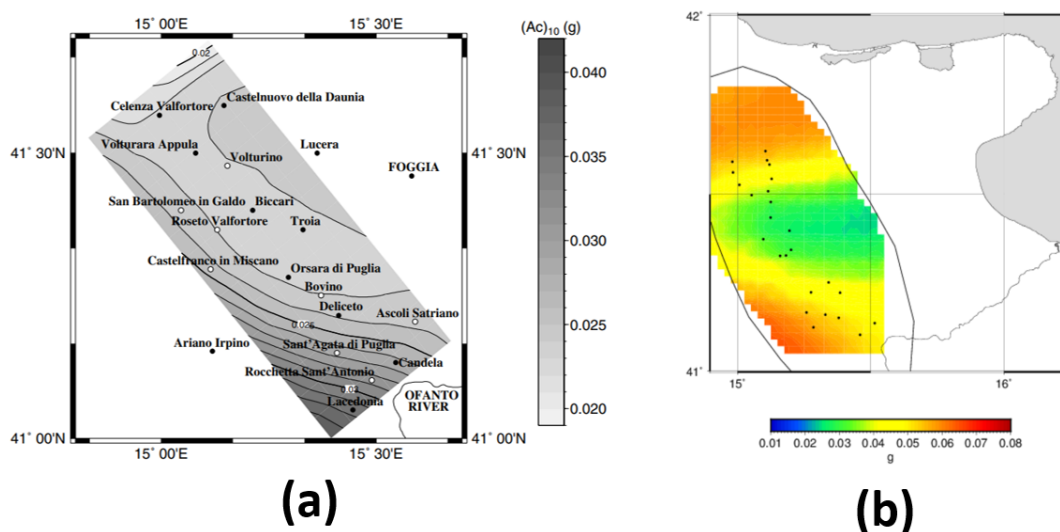 15° 00'E 15° 30'E
(Ac)10 (g)
0.02
Castelnuovo della Daunia
Celenza Valfortore
41° 30'N 41° 30'N
Volturara Appula
Lucera
Volturino
FOGGIA
San Bartolomeo in Galdo Biccari
Roseto Valfortore Troia
Castelfranco in Miscano
Orsara di Puglia
Bovino
Deliceto
Ascoli Satriano
0.025
Ariano Irpino
Sant'Agata di Puglia
Candela
Rocchetta Sant'Antonio
0.03
OFANTO
RIVER
Lacedonia
41° 00'N 41° 00'N
15° 00'E 15° 30'E
0.040
0.035
0.030
0.025
0.020
(a)
42°
41°
15° 16°
0.01 0.02 0.03 0.04 0.05 0.06 0.07 0.08
g
(b)